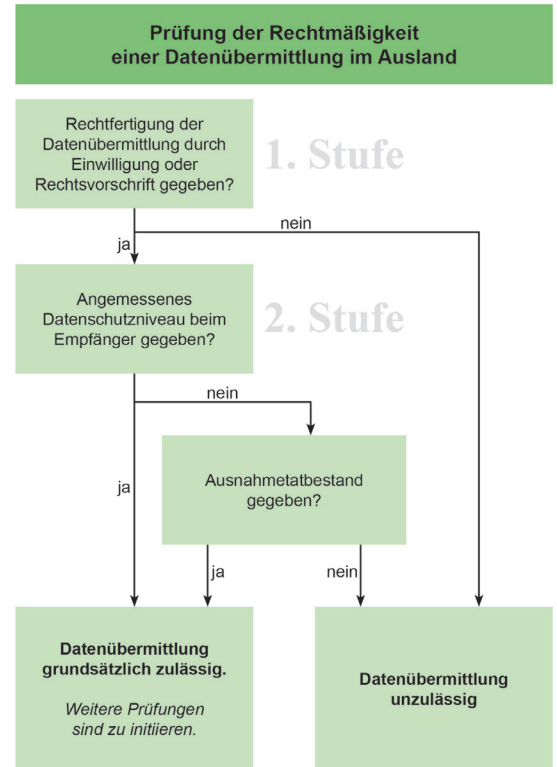 Prüfung der Rechtmäßigkeit
einer Datenübermittlung im Ausland
Rechtfertigung der
Datenübermittlung durch
Einwilligung oder
Rechtsvorschrift gegeben?
1. Stufe
nein
ja
Angemessenes
Datenschutzniveau beim
Empfänger gegeben?
2. Stufe
nein
ja
Ausnahmetatbestand
gegeben?
ja
nein
Datenübermittlung
grundsätzlich zulässig.
Weitere Prüfungen
sind zu initiieren.
Datenübermittlung
unzulässig